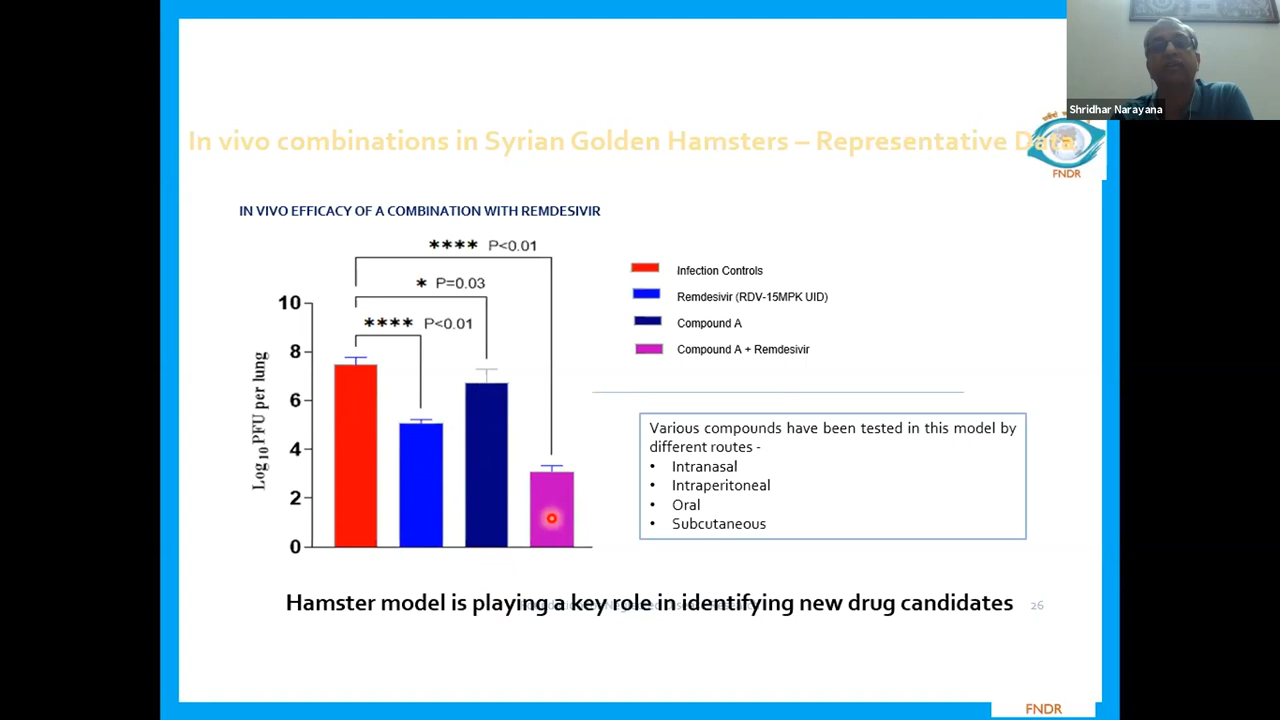 Shridhar Narayana
In vivo combinations in Syrian Golden Hamsters – Representative Data
FNDR
IN VIVO EFFICACY OF A COMBINATION WITH REMDESIVIR
**** P<0.01
* P=0.03
**** P<0.01
10
8
6
4
2
0
Log10 PFU per lung
Infection Controls
Remdesivir (RDV-15MPK UID)
Compound A
Compound A + Remdesivir
Various compounds have been tested in this model by
different routes -
• Intranasal
• Intraperitoneal
• Oral
• Subcutaneous
Hamster model is playing a key role in identifying new drug candidates
26
FNDR